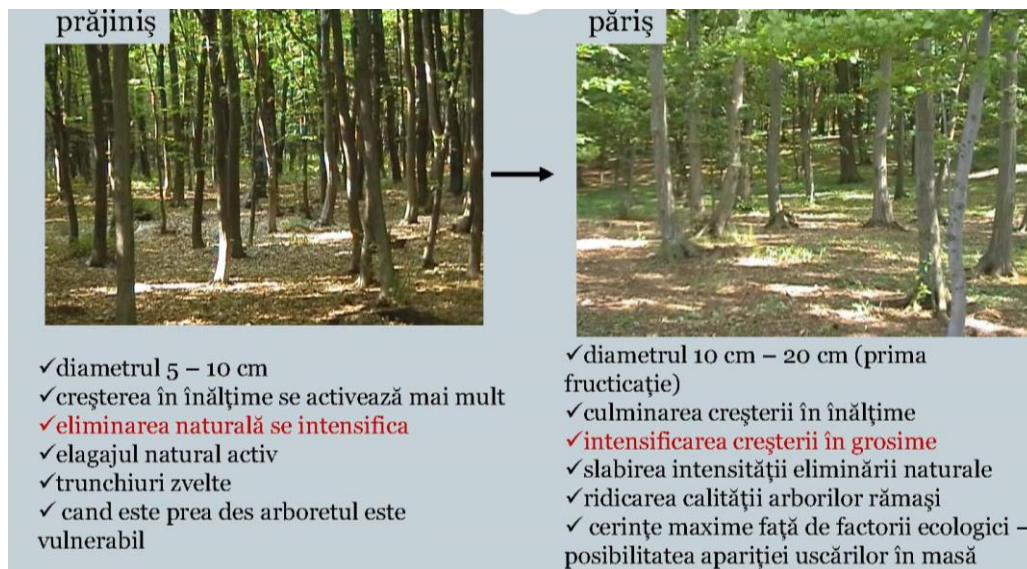 prăjiniş
păriş
✓diametrul 5 – 10 cm
✓creşterea în înălţime se activează mai mult
✓eliminarea naturală se intensifica
✓elagajul natural activ
✓trunchiuri zvelte
✓ cand este prea des arboretul este
vulnerabil
✓diametrul 10 cm – 20 cm (prima
fructicaţie)
✓culminarea creşterii în înălţime
✓intensificarea creşterii în grosime
✓slabirea intensităţii eliminării naturale
✓ridicarea calităţii arborilor rămaşi
✓ cerinţe maxime faţă de factorii ecologici –
posibilitatea apariţiei uscărilor în masă